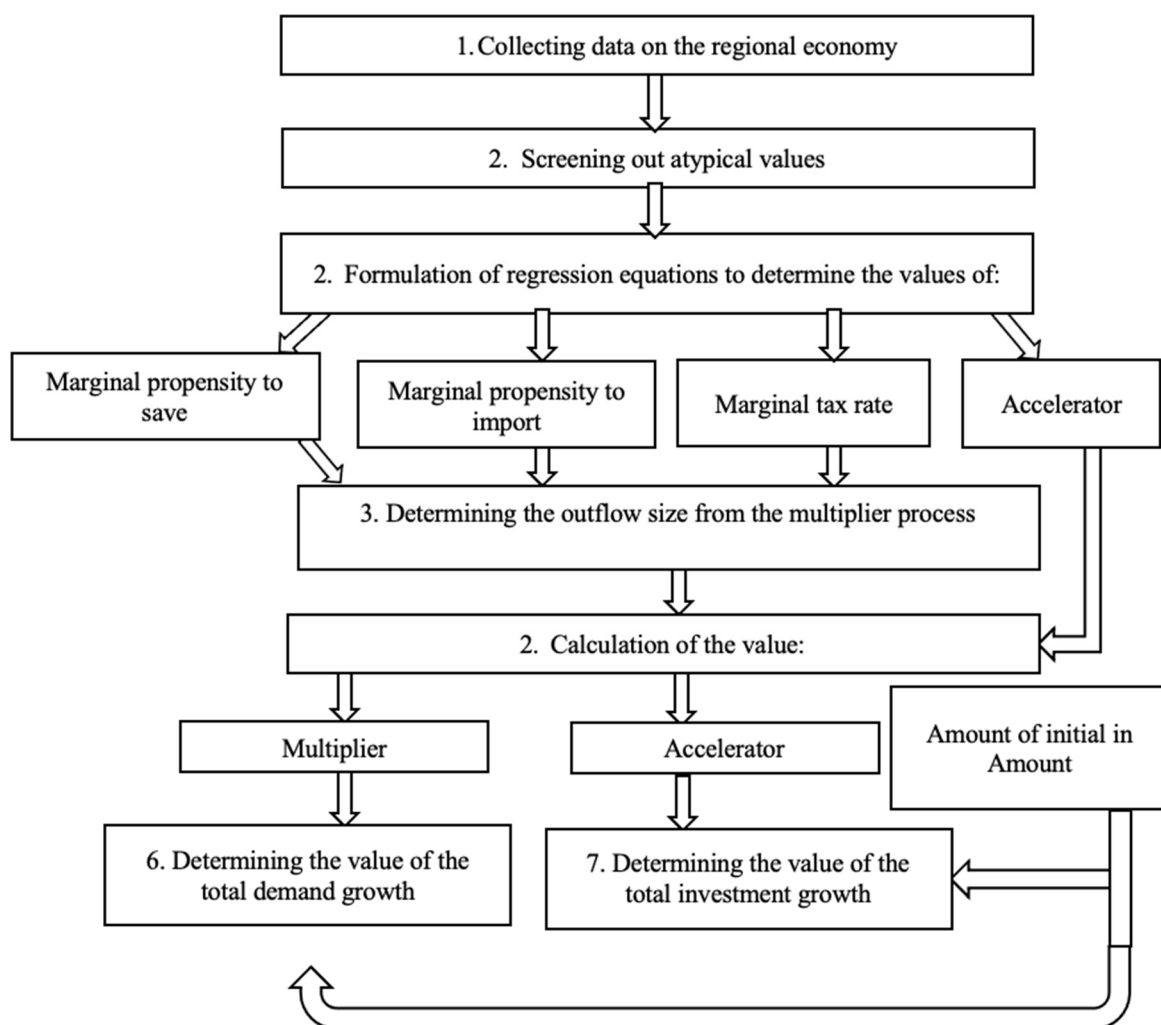 1. Collecting data on the regional economy
2. Screening out atypical values
2. Formulation of regression equations to determine the values of:
Marginal propensity to
save
Marginal propensity to
import
Marginal tax rate
Accelerator
3. Determining the outflow size from the multiplier process
2. Calculation of the value:
Multiplier
Accelerator
Amount of initial in
Amount
6. Determining the value of the
total demand growth
7. Determining the value of the
total investment growth